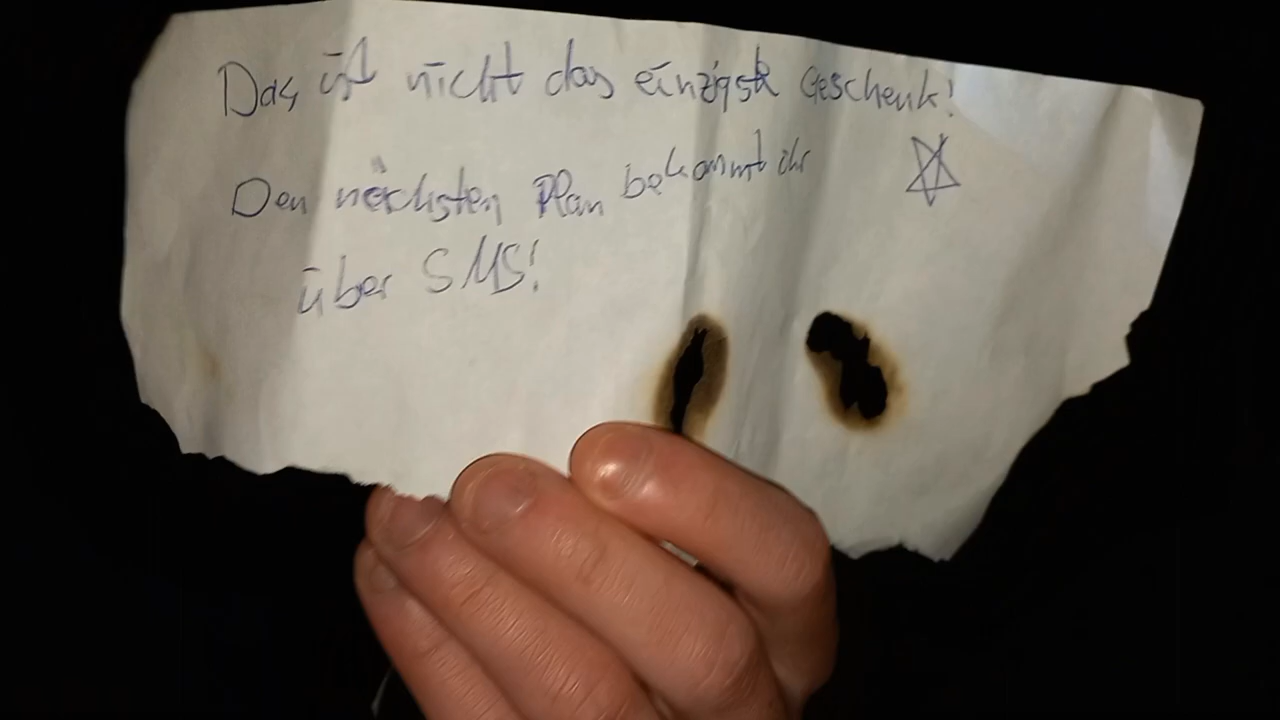 Das ist nicht das einzigste Geschenk!
Den nächsten Plan bekommt ihr
über SMS!